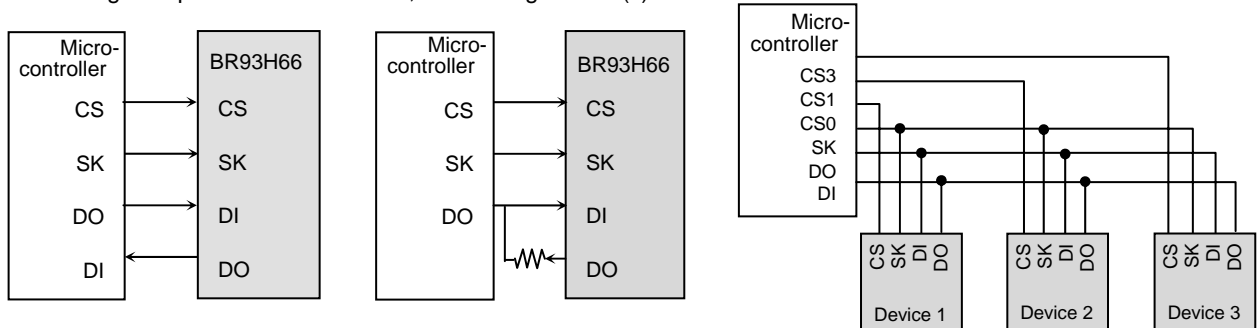 Micro-
controller
CS
SK
DO
DI
BR93H66
CS
SK
DI
DO
Micro-
controller
CS
SK
DO
BR93H66
CS
SK
DI
DO
Micro-
controller
CS3
CS1
CS0
SK
DO
DI
CS
SK
DI
DO
Device 1
CS
SK
DI
DO
Device 2
CS
SK
DI
DO
Device 3